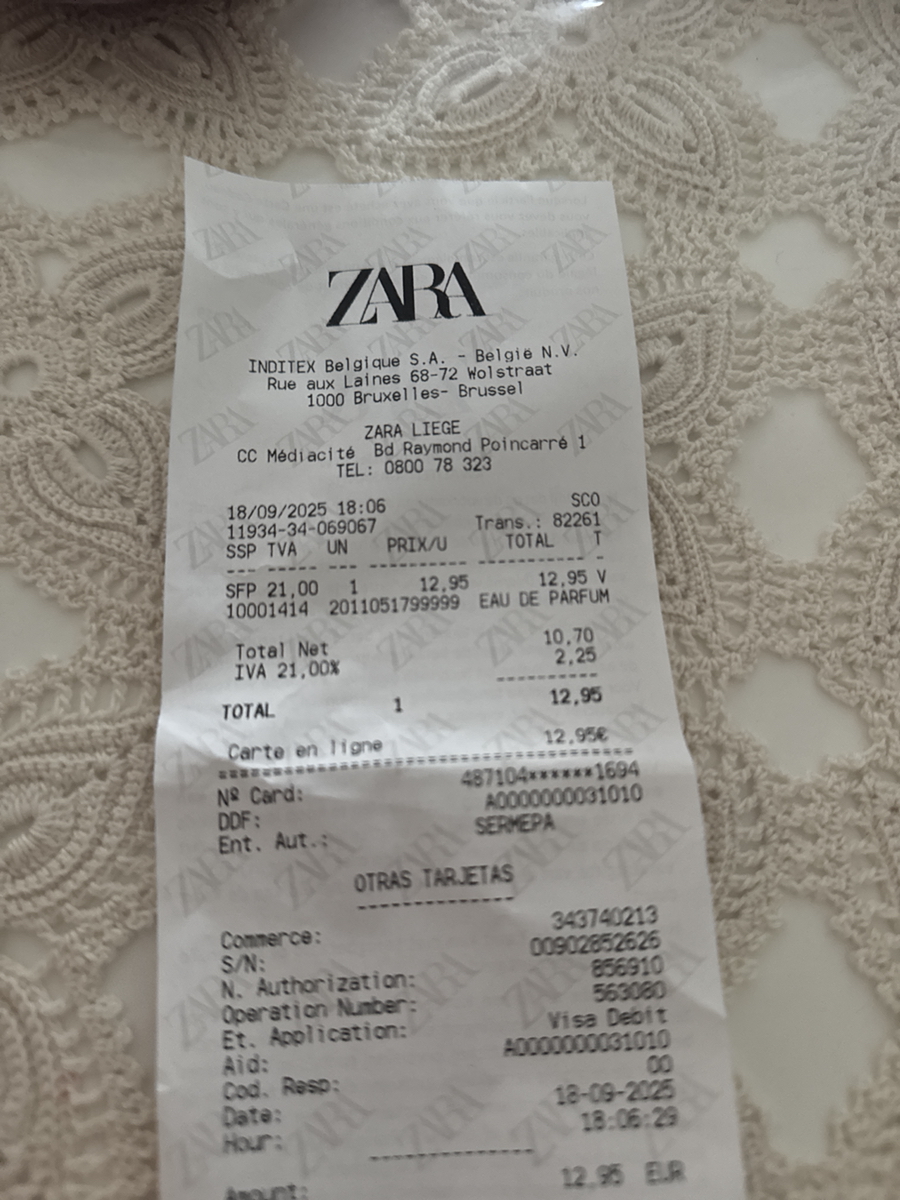 ZARA
INDITEX Belgique S.A. - België N.V.
Rue aux Laines 68-72 Wolstraat
1000 Bruxelles- Brussel
ZARA LIEGE
CC Médiacité Bd Raymond Poincarré 1
TEL: 0800 78 323
18/09/2025 18:06 SCO
11934-34-069067 Trans.: 82261
SSP TVA UN PRIX/U TOTAL T
--- ----- --- ---------- ----------- -
SFP 21,00 1 12,95 12,95 V
10001414 2011051799999 EAU DE PARFUM
Total Net 10,70
IVA 21,00% 2,25
----------
TOTAL 1 12,95
Carte en ligne 12,95€
========================================
Nº Card: 487104******1694
DDF: A0000000031010
Ent. Aut.: SERMEPA
OTRAS TARJETAS
---------------
Commerce: 343740213
S/N: 00902852626
N. Authorization: 856910
Operation Number: 563080
Et. Application: Visa Debit
Aid: A0000000031010
Cod. Resp: 00
Date: 18-09-2025
Hour: 18:06:29
---------------
Amount: 12,95 EUR